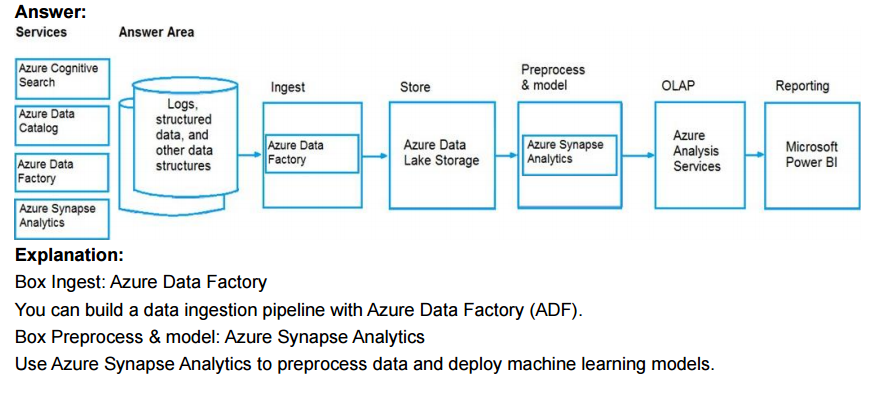 Answer:
Services
Answer Area
Azure Cognitive
Search
Azure Data
Catalog
Azure Data
Factory
Azure Synapse
Analytics
Logs,
structured
data, and
other data
structures
Ingest
Azure Data
Factory
Store
Azure Data
Lake Storage
Preprocess
& model
Azure Synapse
Analytics
OLAP
Azure
Analysis
Services
Reporting
Microsoft
Power BI
Explanation:
Box Ingest: Azure Data Factory
You can build a data ingestion pipeline with Azure Data Factory (ADF).
Box Preprocess & model: Azure Synapse Analytics
Use Azure Synapse Analytics to preprocess data and deploy machine learning models.